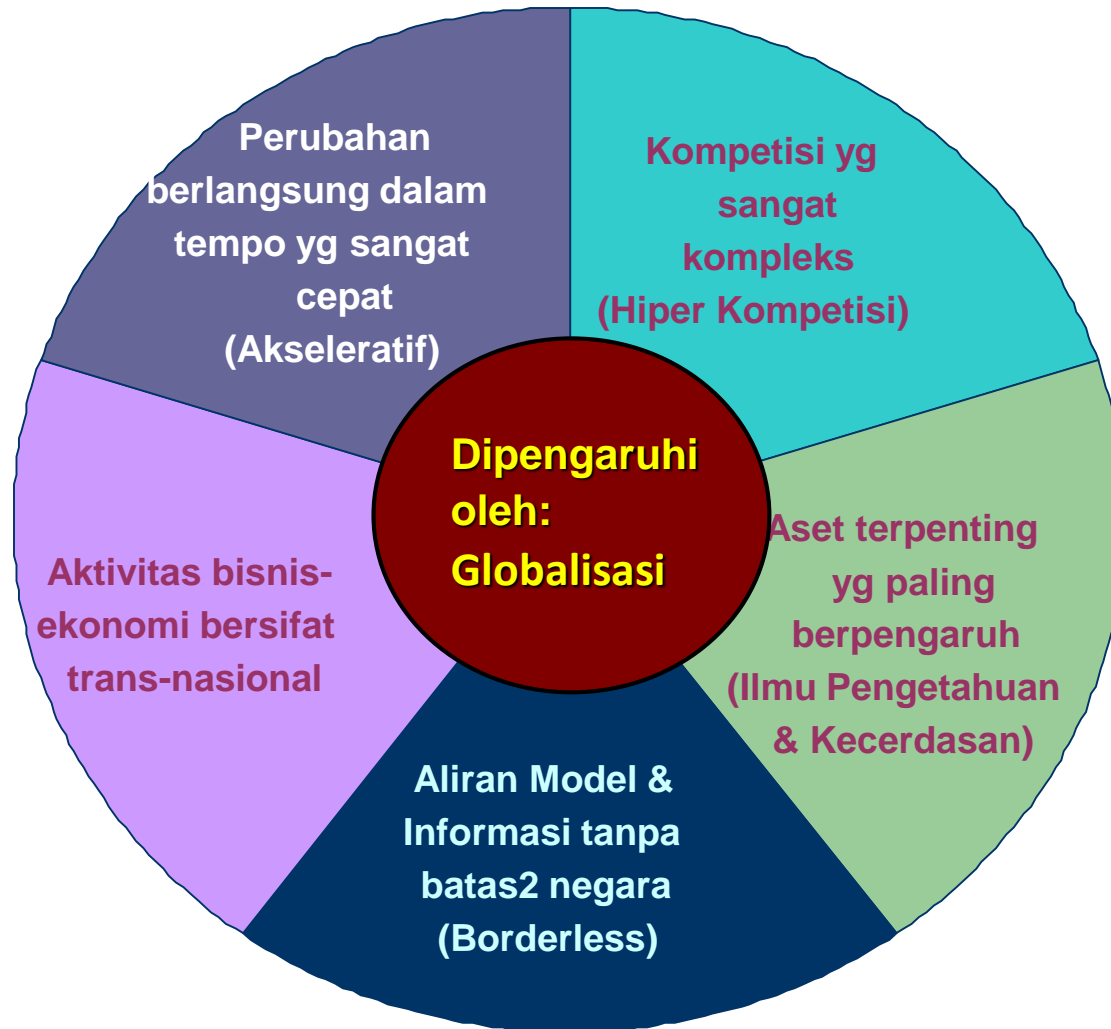 Perubahan
berlangsung dalam
tempo yg sangat
cepat
(Akseleratif)
Kompetisi yg
sangat
kompleks
(Hiper Kompetisi)
Dipengaruhi
oleh:
Globalisasi
Aset terpenting
yg paling
berpengaruh
(Ilmu Pengetahuan
& Kecerdasan)
Aktivitas bisnis-
ekonomi bersifat
trans-nasional
Aliran Model &
Informasi tanpa
batas2 negara
(Borderless)